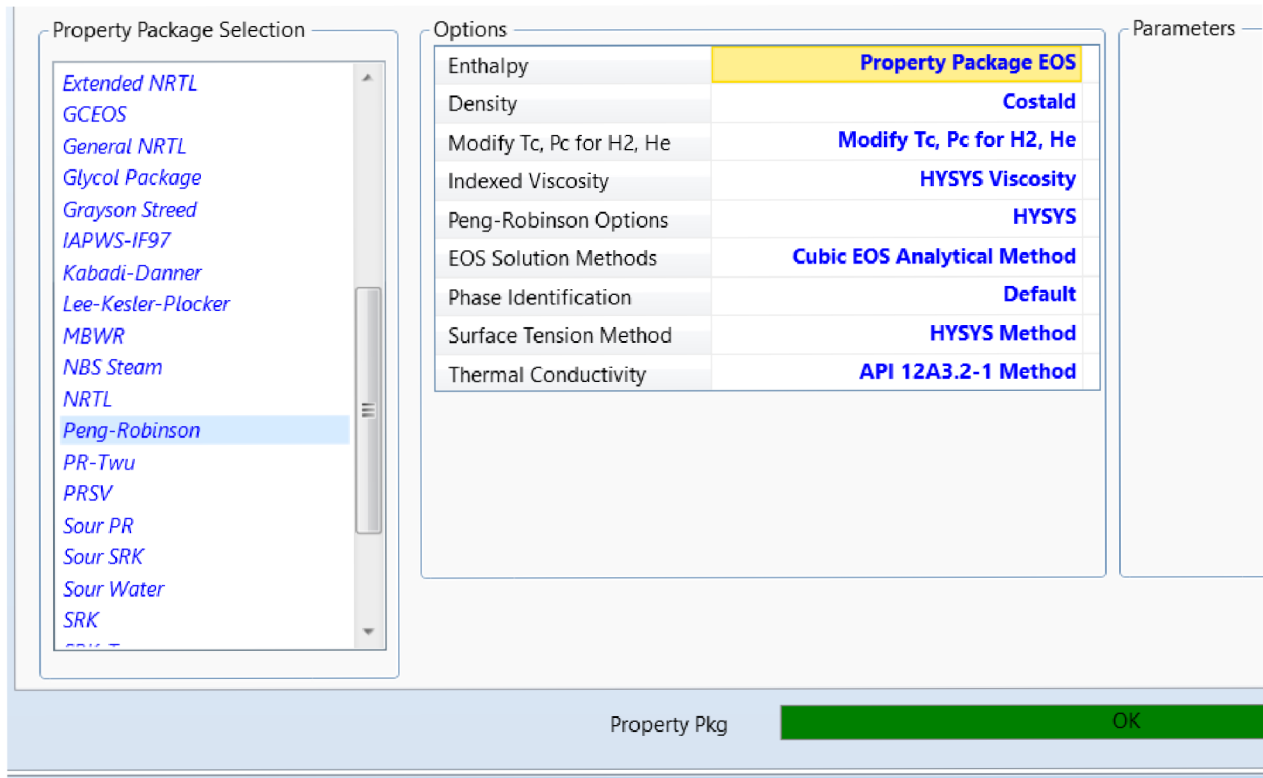 Property Package Selection
Extended NRTL
GCEOS
General NRTL
Glycol Package
Grayson Streed
IAPWS-IF97
Kabadi-Danner
Lee-Kesler-Plocker
MBWR
NBS Steam
NRTL
Peng-Robinson
PR-Twu
PRSV
Sour PR
Sour SRK
Sour Water
SRK
Options
Enthalpy Property Package EOS
Density Costald
Modify Tc, Pc for H2, He Modify Tc, Pc for H2, He
Indexed Viscosity HYSYS Viscosity
Peng-Robinson Options HYSYS
EOS Solution Methods Cubic EOS Analytical Method
Phase Identification Default
Surface Tension Method HYSYS Method
Thermal Conductivity API 12A3.2-1 Method
Parameters
Property Pkg OK